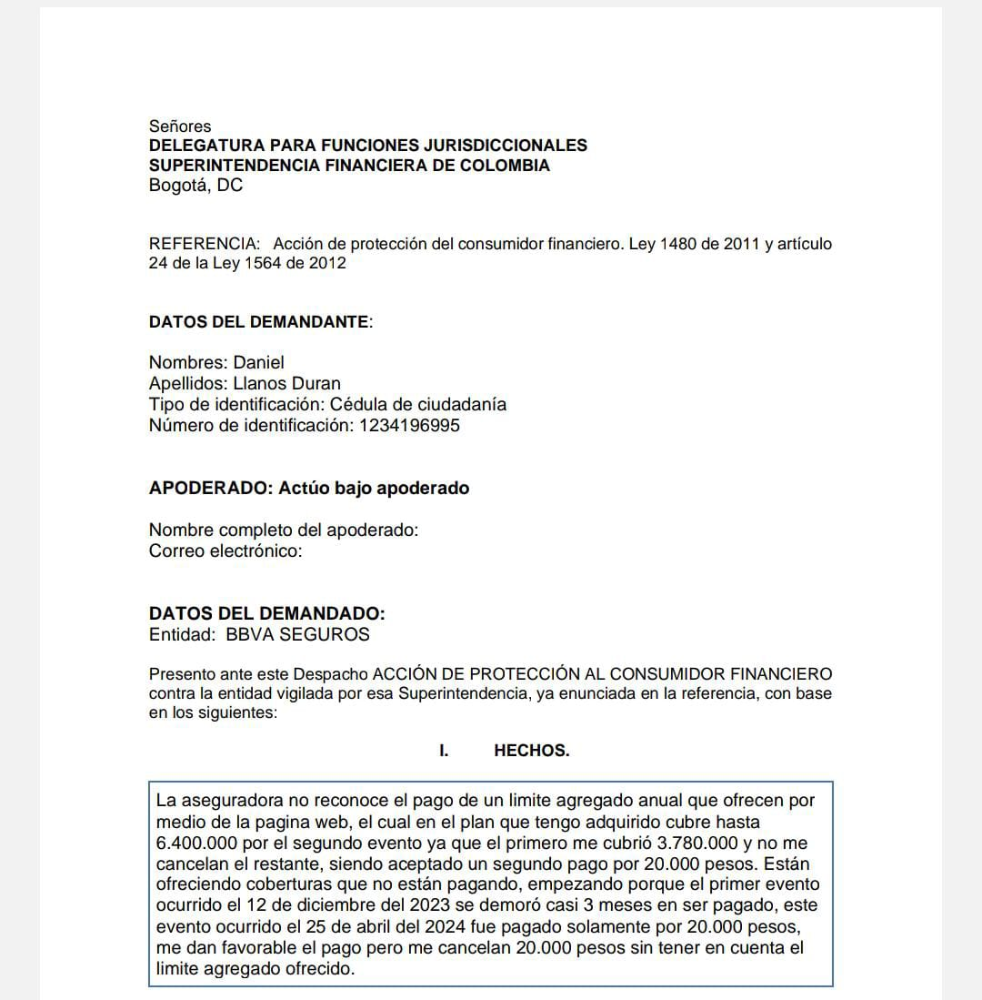 Señores
DELEGATURA PARA FUNCIONES JURISDICCIONALES
SUPERINTENDENCIA FINANCIERA DE COLOMBIA
Bogotá, DC
REFERENCIA: Acción de protección del consumidor financiero. Ley 1480 de 2011 y artículo
24 de la Ley 1564 de 2012
DATOS DEL DEMANDANTE:
Nombres: Daniel
Apellidos: Llanos Duran
Tipo de identificación: Cédula de ciudadanía
Número de identificación: 1234196995
APODERADO: Actúo bajo apoderado
Nombre completo del apoderado:
Correo electrónico:
DATOS DEL DEMANDADO:
Entidad: BBVA SEGUROS
Presento ante este Despacho ACCIÓN DE PROTECCIÓN AL CONSUMIDOR FINANCIERO
contra la entidad vigilada por esa Superintendencia, ya enunciada en la referencia, con base
en los siguientes:
I. HECHOS.
La aseguradora no reconoce el pago de un limite agregado anual que ofrecen por
medio de la pagina web, el cual en el plan que tengo adquirido cubre hasta
6.400.000 por el segundo evento ya que el primero me cubrió 3.780.000 y no me
cancelan el restante, siendo aceptado un segundo pago por 20.000 pesos. Están
ofreciendo coberturas que no están pagando, empezando porque el primer evento
ocurrido el 12 de diciembre del 2023 se demoró casi 3 meses en ser pagado, este
evento ocurrido el 25 de abril del 2024 fue pagado solamente por 20.000 pesos,
me dan favorable el pago pero me cancelan 20.000 pesos sin tener en cuenta el
limite agregado ofrecido.